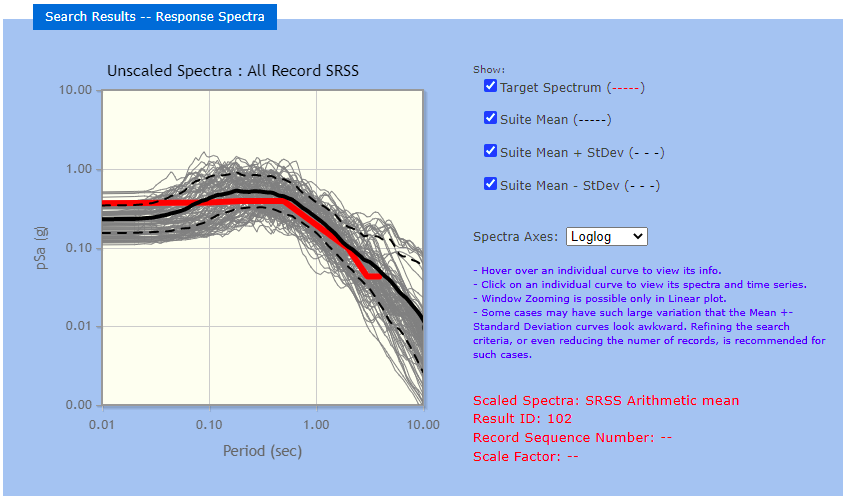 Search Results -- Response Spectra
Unscaled Spectra : All Record SRSS
10.00
1.00
0.10
0.01
0.00
pSa (g)
0.01
0.10
1.00
10.00
Period (sec)
Show:
Target Spectrum (-----)
Suite Mean (-----)
Suite Mean + StDev (- - -)
Suite Mean - StDev (- - -)
Spectra Axes: Loglog
- Hover over an individual curve to view its info.
- Click on an individual curve to view its spectra and time series.
- Window Zooming is possible only in Linear plot.
- Some cases may have such large variation that the Mean +-
Standard Deviation curves look awkward. Refining the search
criteria, or even reducing the numer of records, is recommended for
such cases.
Scaled Spectra: SRSS Arithmetic mean
Result ID: 102
Record Sequence Number: --
Scale Factor: --